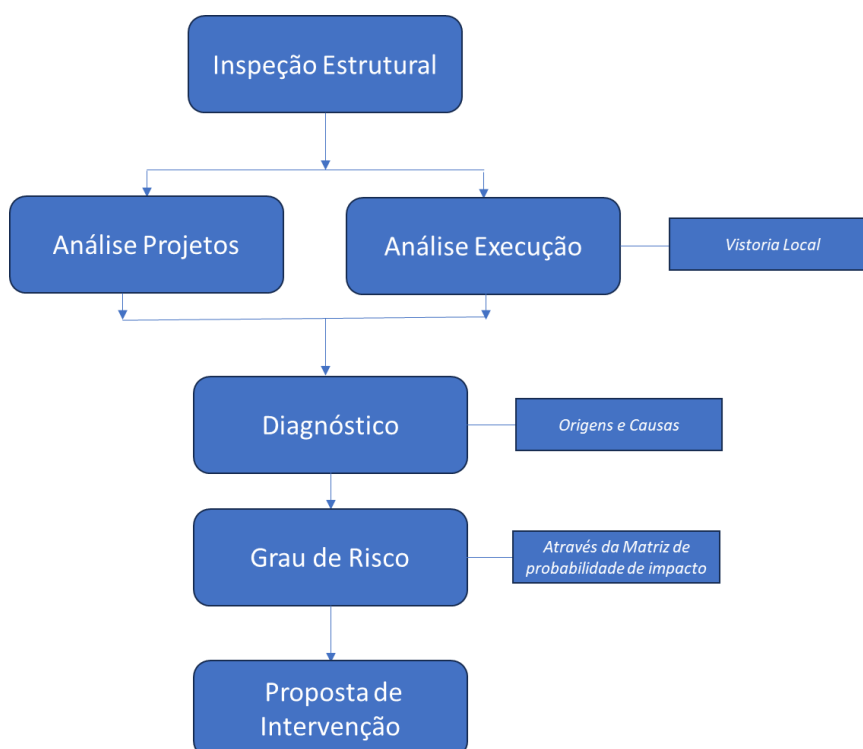 Inspeção Estrutural
Análise Projetos
Análise Execução
Vistoria Local
Diagnóstico
Origens e Causas
Grau de Risco
Através da Matriz de
probabilidade de impacto
Proposta de
Intervenção